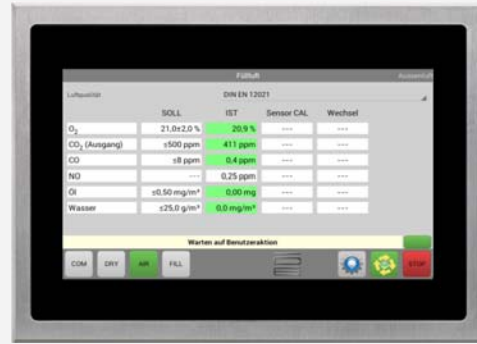 Füllluft
Luftqualität DIN EN 12021
SOLL IST Sensor CAL Wechsel
O₂ 21,0±2,0 % 20,9 % --- ---
CO₂ (Ausgang) ≤500 ppm 411 ppm --- ---
CO ≤8 ppm 0,4 ppm --- ---
NO --- 0,25 ppm --- ---
Öl ≤0,50 mg/m³ 0,00 mg --- ---
Wasser ≤25,0 g/m³ 0,0 mg/m³ --- ---
Warten auf Benutzeraktion
COM DRY AIR FILL STOP